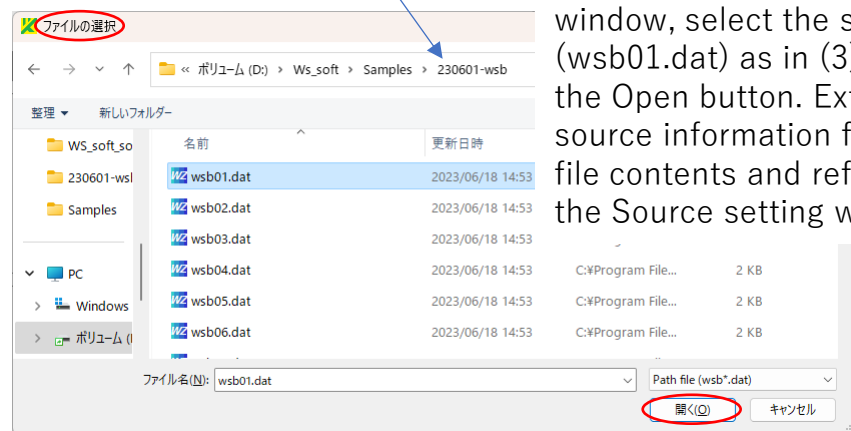 ファイルの選択
window, select the s
(wsb01.dat) as in (3)
the Open button. Ext
source information f
file contents and ref
the Source setting w
« ボリューム (D:) › Ws_soft › Samples › 230601-wsb
整理 新しいフォルダー
名前 更新日時
WS_soft_so
230601-wsl
Samples
PC
Windows
ボリューム (
wsb01.dat 2023/06/18 14:53
wsb02.dat 2023/06/18 14:53
wsb03.dat 2023/06/18 14:53
wsb04.dat 2023/06/18 14:53 C:¥Program File... 2 KB
wsb05.dat 2023/06/18 14:53 C:¥Program File... 2 KB
wsb06.dat 2023/06/18 14:53 C:¥Program File... 2 KB
ファイル名(N): wsb01.dat Path file (wsb*.dat)
開く(O) キャンセル